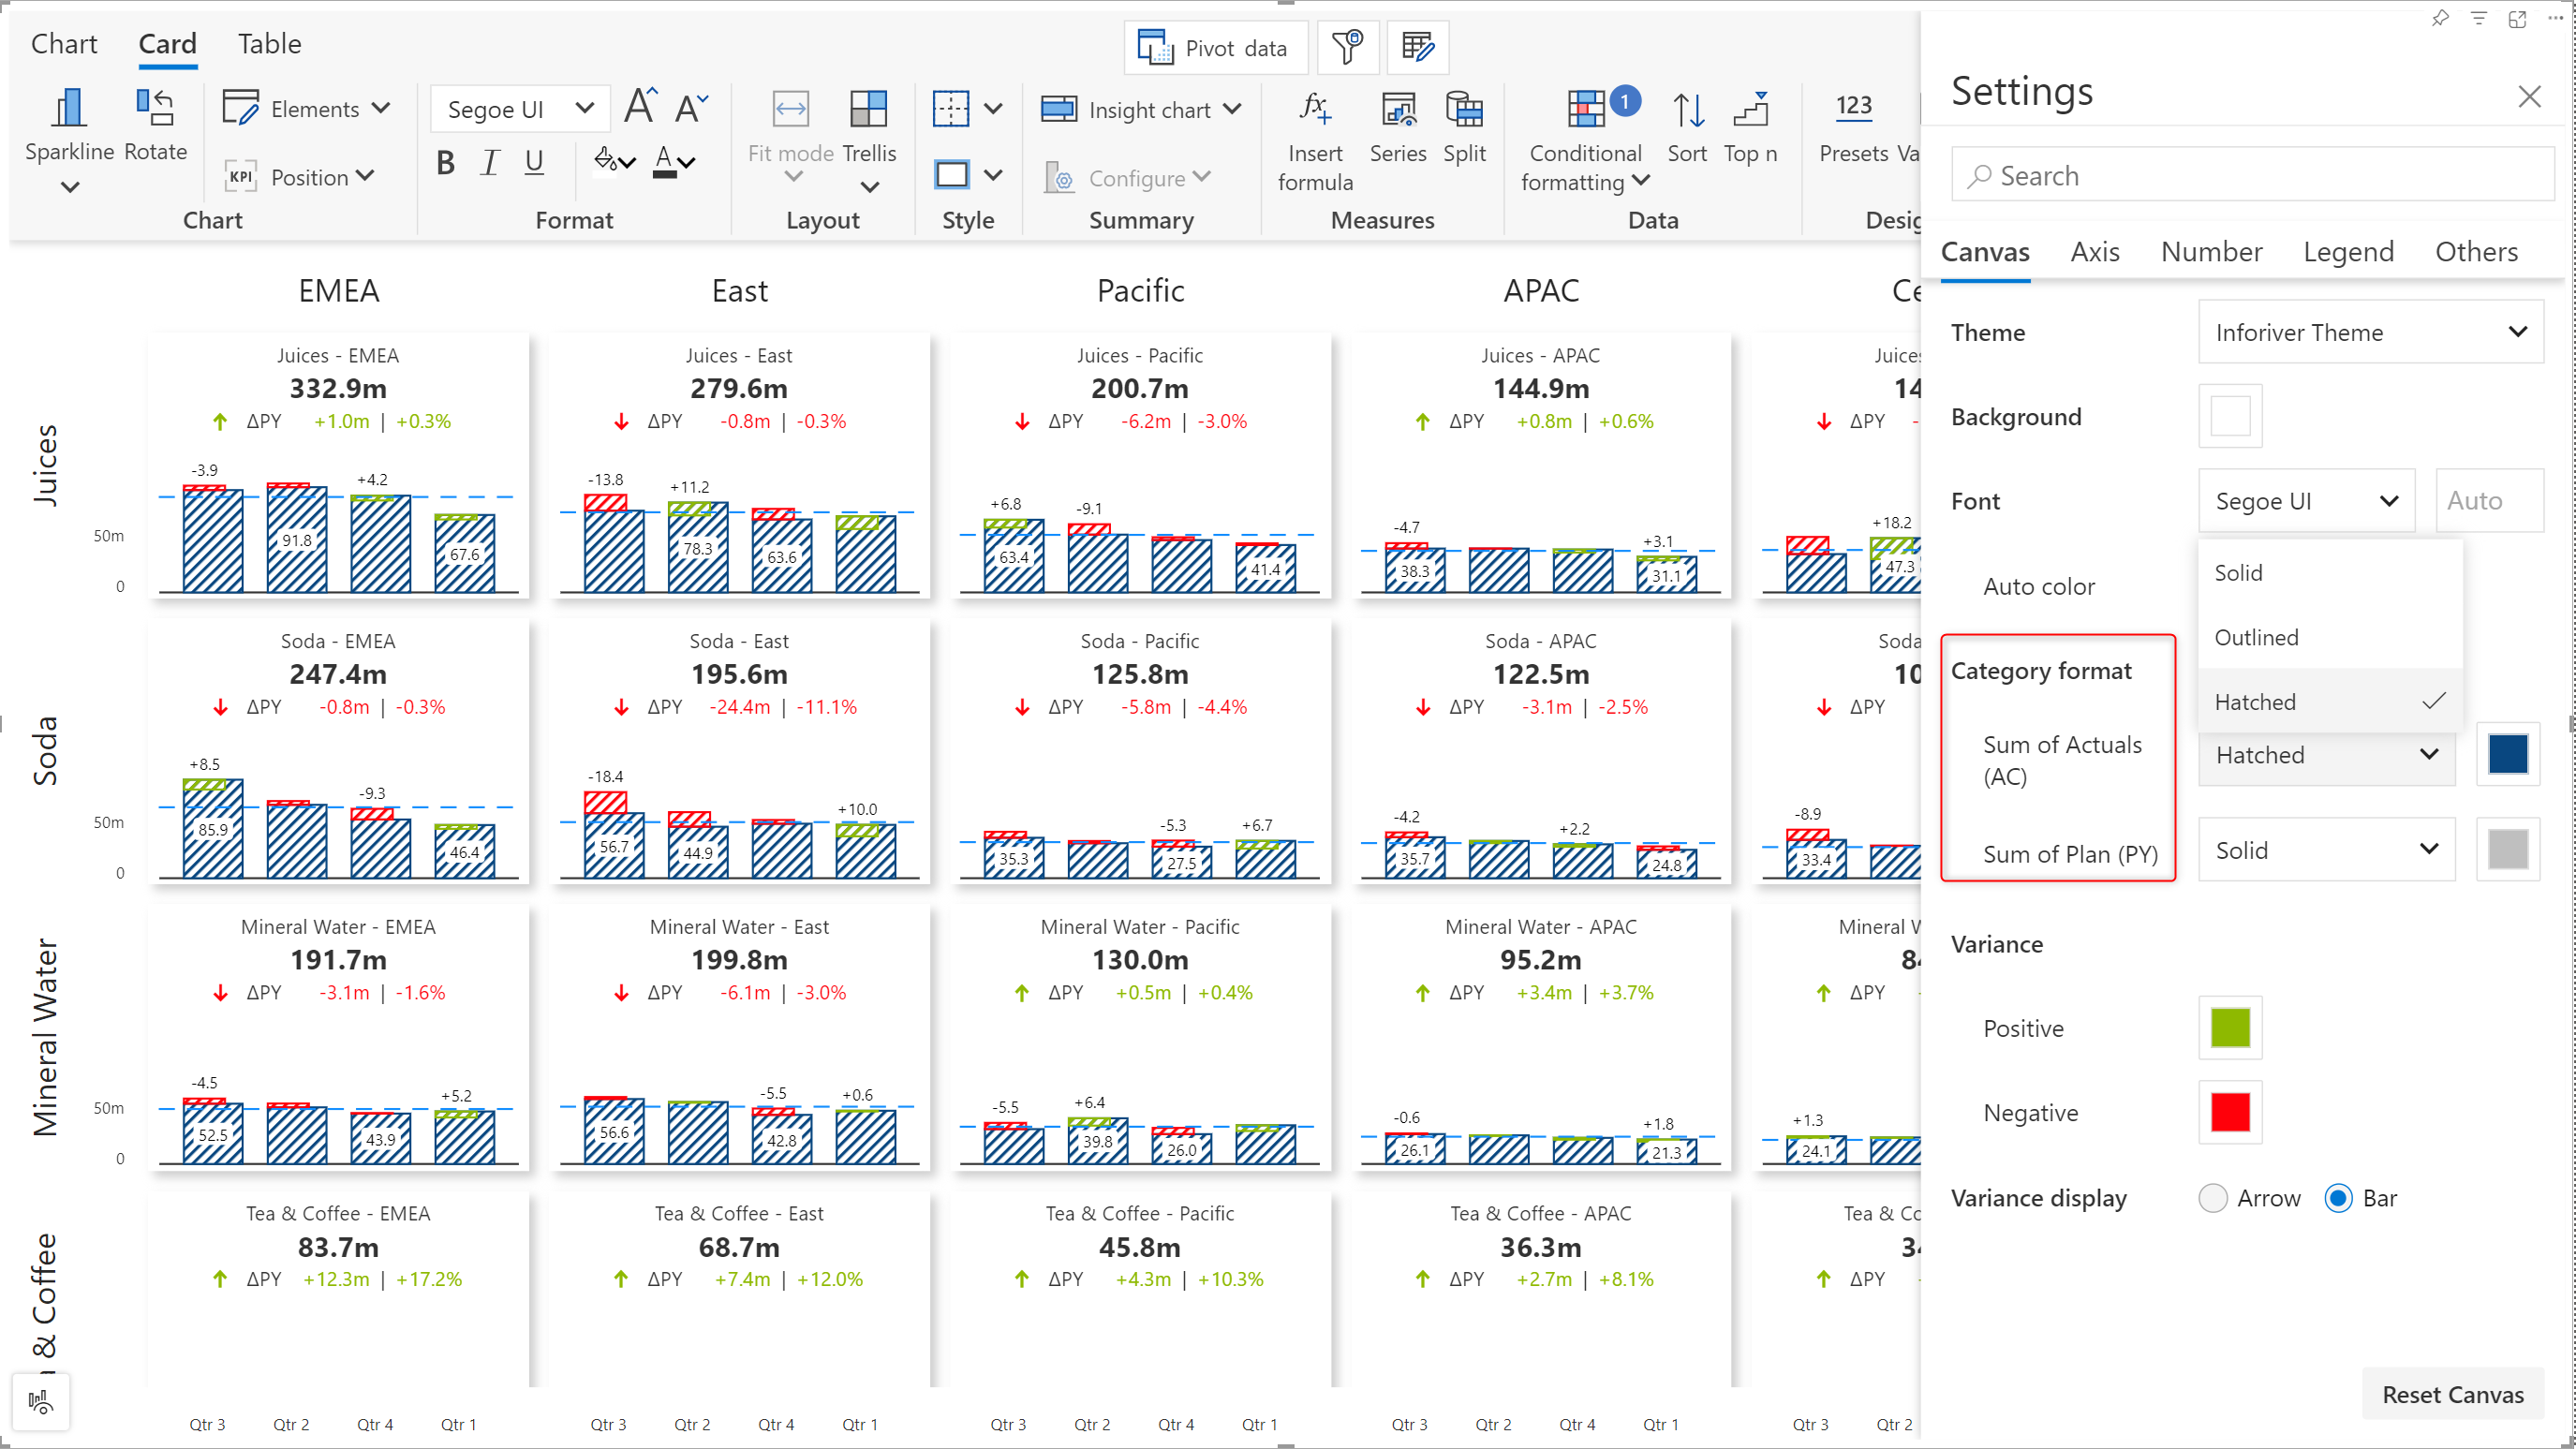 Chart Card Table
Pivot data
Sparkline Rotate
Elements
KPI Position
Chart
Segoe UI A A
B I U A
Format
Fit mode Trellis
Layout
Style
Insight chart
Configure
Summary
fx
Insert formula
Series Split
Measures
1
Conditional formatting
Sort Top n
Data
123
Presets Va
Desig
EMEA East Pacific APAC Ce
Juices
50m
0
Juices - EMEA
332.9m
ΔPY +1.0m | +0.3%
-3.9 +4.2
91.8 67.6
Juices - East
279.6m
ΔPY -0.8m | -0.3%
-13.8 +11.2
78.3 63.6
Juices - Pacific
200.7m
ΔPY -6.2m | -3.0%
+6.8 -9.1
63.4 41.4
Juices - APAC
144.9m
ΔPY +0.8m | +0.6%
-4.7 +3.1
38.3 31.1
Juices
14
ΔPY -
+18.2
47.3
Soda
50m
0
Soda - EMEA
247.4m
ΔPY -0.8m | -0.3%
+8.5 -9.3
85.9 46.4
Soda - East
195.6m
ΔPY -24.4m | -11.1%
-18.4 +10.0
56.7 44.9
Soda - Pacific
125.8m
ΔPY -5.8m | -4.4%
-5.3 +6.7
35.3 27.5
Soda - APAC
122.5m
ΔPY -3.1m | -2.5%
-4.2 +2.2
35.7 24.8
Soda
10
ΔPY
-8.9
33.4
Mineral Water
50m
0
Mineral Water - EMEA
191.7m
ΔPY -3.1m | -1.6%
-4.5 +5.2
52.5 43.9
Mineral Water - East
199.8m
ΔPY -6.1m | -3.0%
-5.5 +0.6
56.6 42.8
Mineral Water - Pacific
130.0m
ΔPY +0.5m | +0.4%
-5.5 +6.4
39.8 26.0
Mineral Water - APAC
95.2m
ΔPY +3.4m | +3.7%
-0.6 +1.8
26.1 21.3
Mineral W
8
ΔPY
+1.3
24.1
& Coffee
Tea & Coffee - EMEA
83.7m
ΔPY +12.3m | +17.2%
Tea & Coffee - East
68.7m
ΔPY +7.4m | +12.0%
Tea & Coffee - Pacific
45.8m
ΔPY +4.3m | +10.3%
Tea & Coffee - APAC
36.3m
ΔPY +2.7m | +8.1%
Tea & Co
3
ΔPY
Qtr 3 Qtr 2 Qtr 4 Qtr 1 Qtr 3 Qtr 2 Qtr 4 Qtr 1 Qtr 3 Qtr 2 Qtr 4 Qtr 1 Qtr 3 Qtr 2 Qtr 4 Qtr 1 Qtr 3 Qtr 2
Settings
Search
Canvas Axis Number Legend Others
Theme Inforiver Theme
Background
Font Segoe UI Auto
Auto color
Solid
Outlined
Hatched
Category format
Sum of Actuals
(AC)
Hatched
Sum of Plan (PY) Solid
Variance
Positive
Negative
Variance display Arrow Bar
Reset Canvas